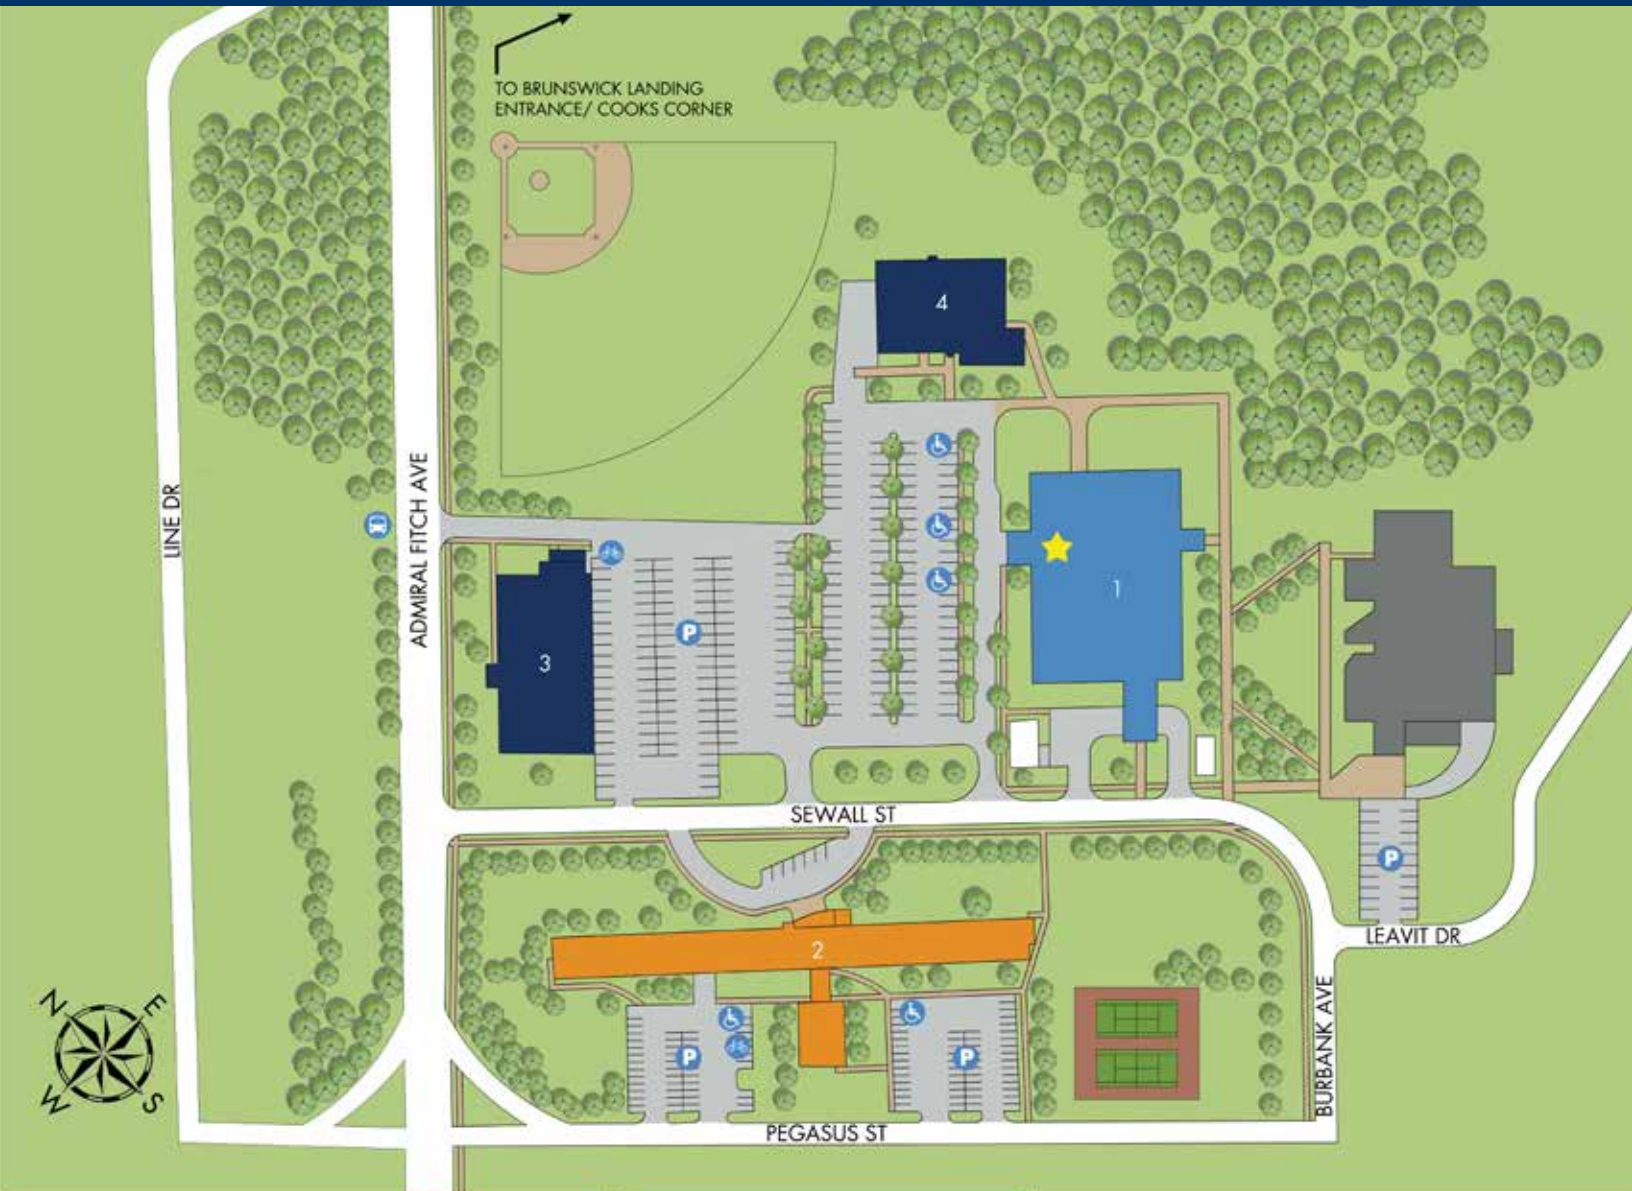 TO BRUNSWICK LANDING
ENTRANCE/ COOKS CORNER
4
LINE DR
ADMIRAL FITCH AVE
1
3
P
SEWALL ST
P
2
LEAVIT DR
N
E
W
S
P
P
BURBANK AVE
PEGASUS ST